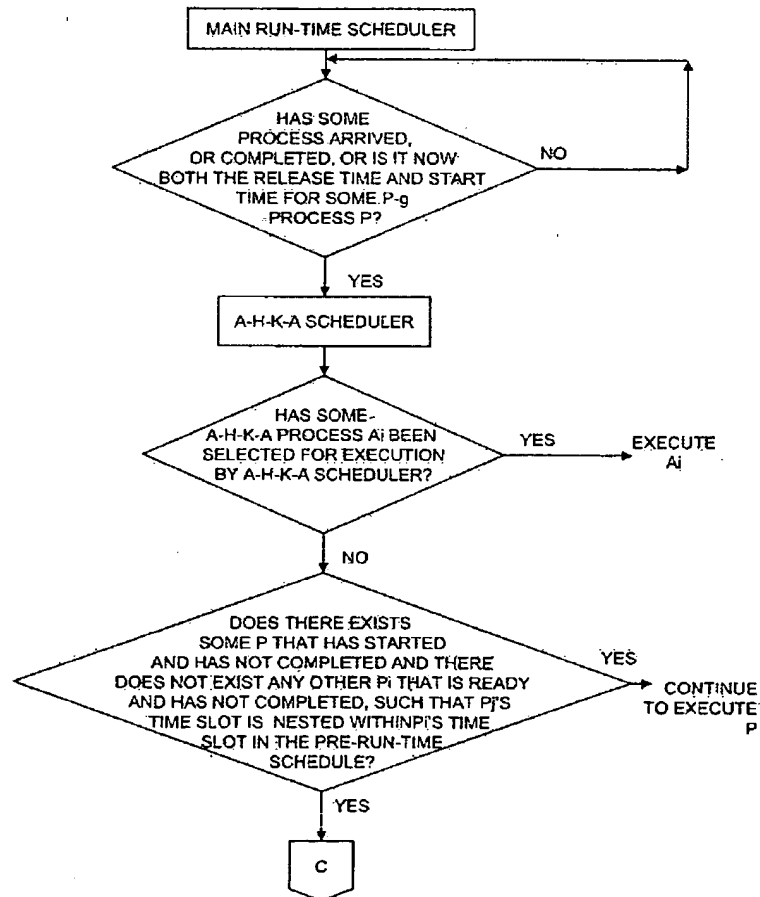 MAIN RUN-TIME SCHEDULER
HAS SOME
PROCESS ARRIVED,
OR COMPLETED, OR IS IT NOW
BOTH THE RELEASE TIME AND START
TIME FOR SOME P-g
PROCESS P?
NO
YES
A-H-K-A SCHEDULER
HAS SOME
A-H-K-A PROCESS Ai BEEN
SELECTED FOR EXECUTION
BY A-H-K-A SCHEDULER?
YES
EXECUTE
Ai
NO
DOES THERE EXISTS
SOME P THAT HAS STARTED
AND HAS NOT COMPLETED AND THERE
DOES NOT EXIST ANY OTHER Pi THAT IS READY
AND HAS NOT COMPLETED, SUCH THAT Pj'S
TIME SLOT IS NESTED WITHINPi'S TIME
SLOT IN THE PRE-RUN-TIME
SCHEDULE?
YES
CONTINUE
TO EXECUTE
P
YES
C